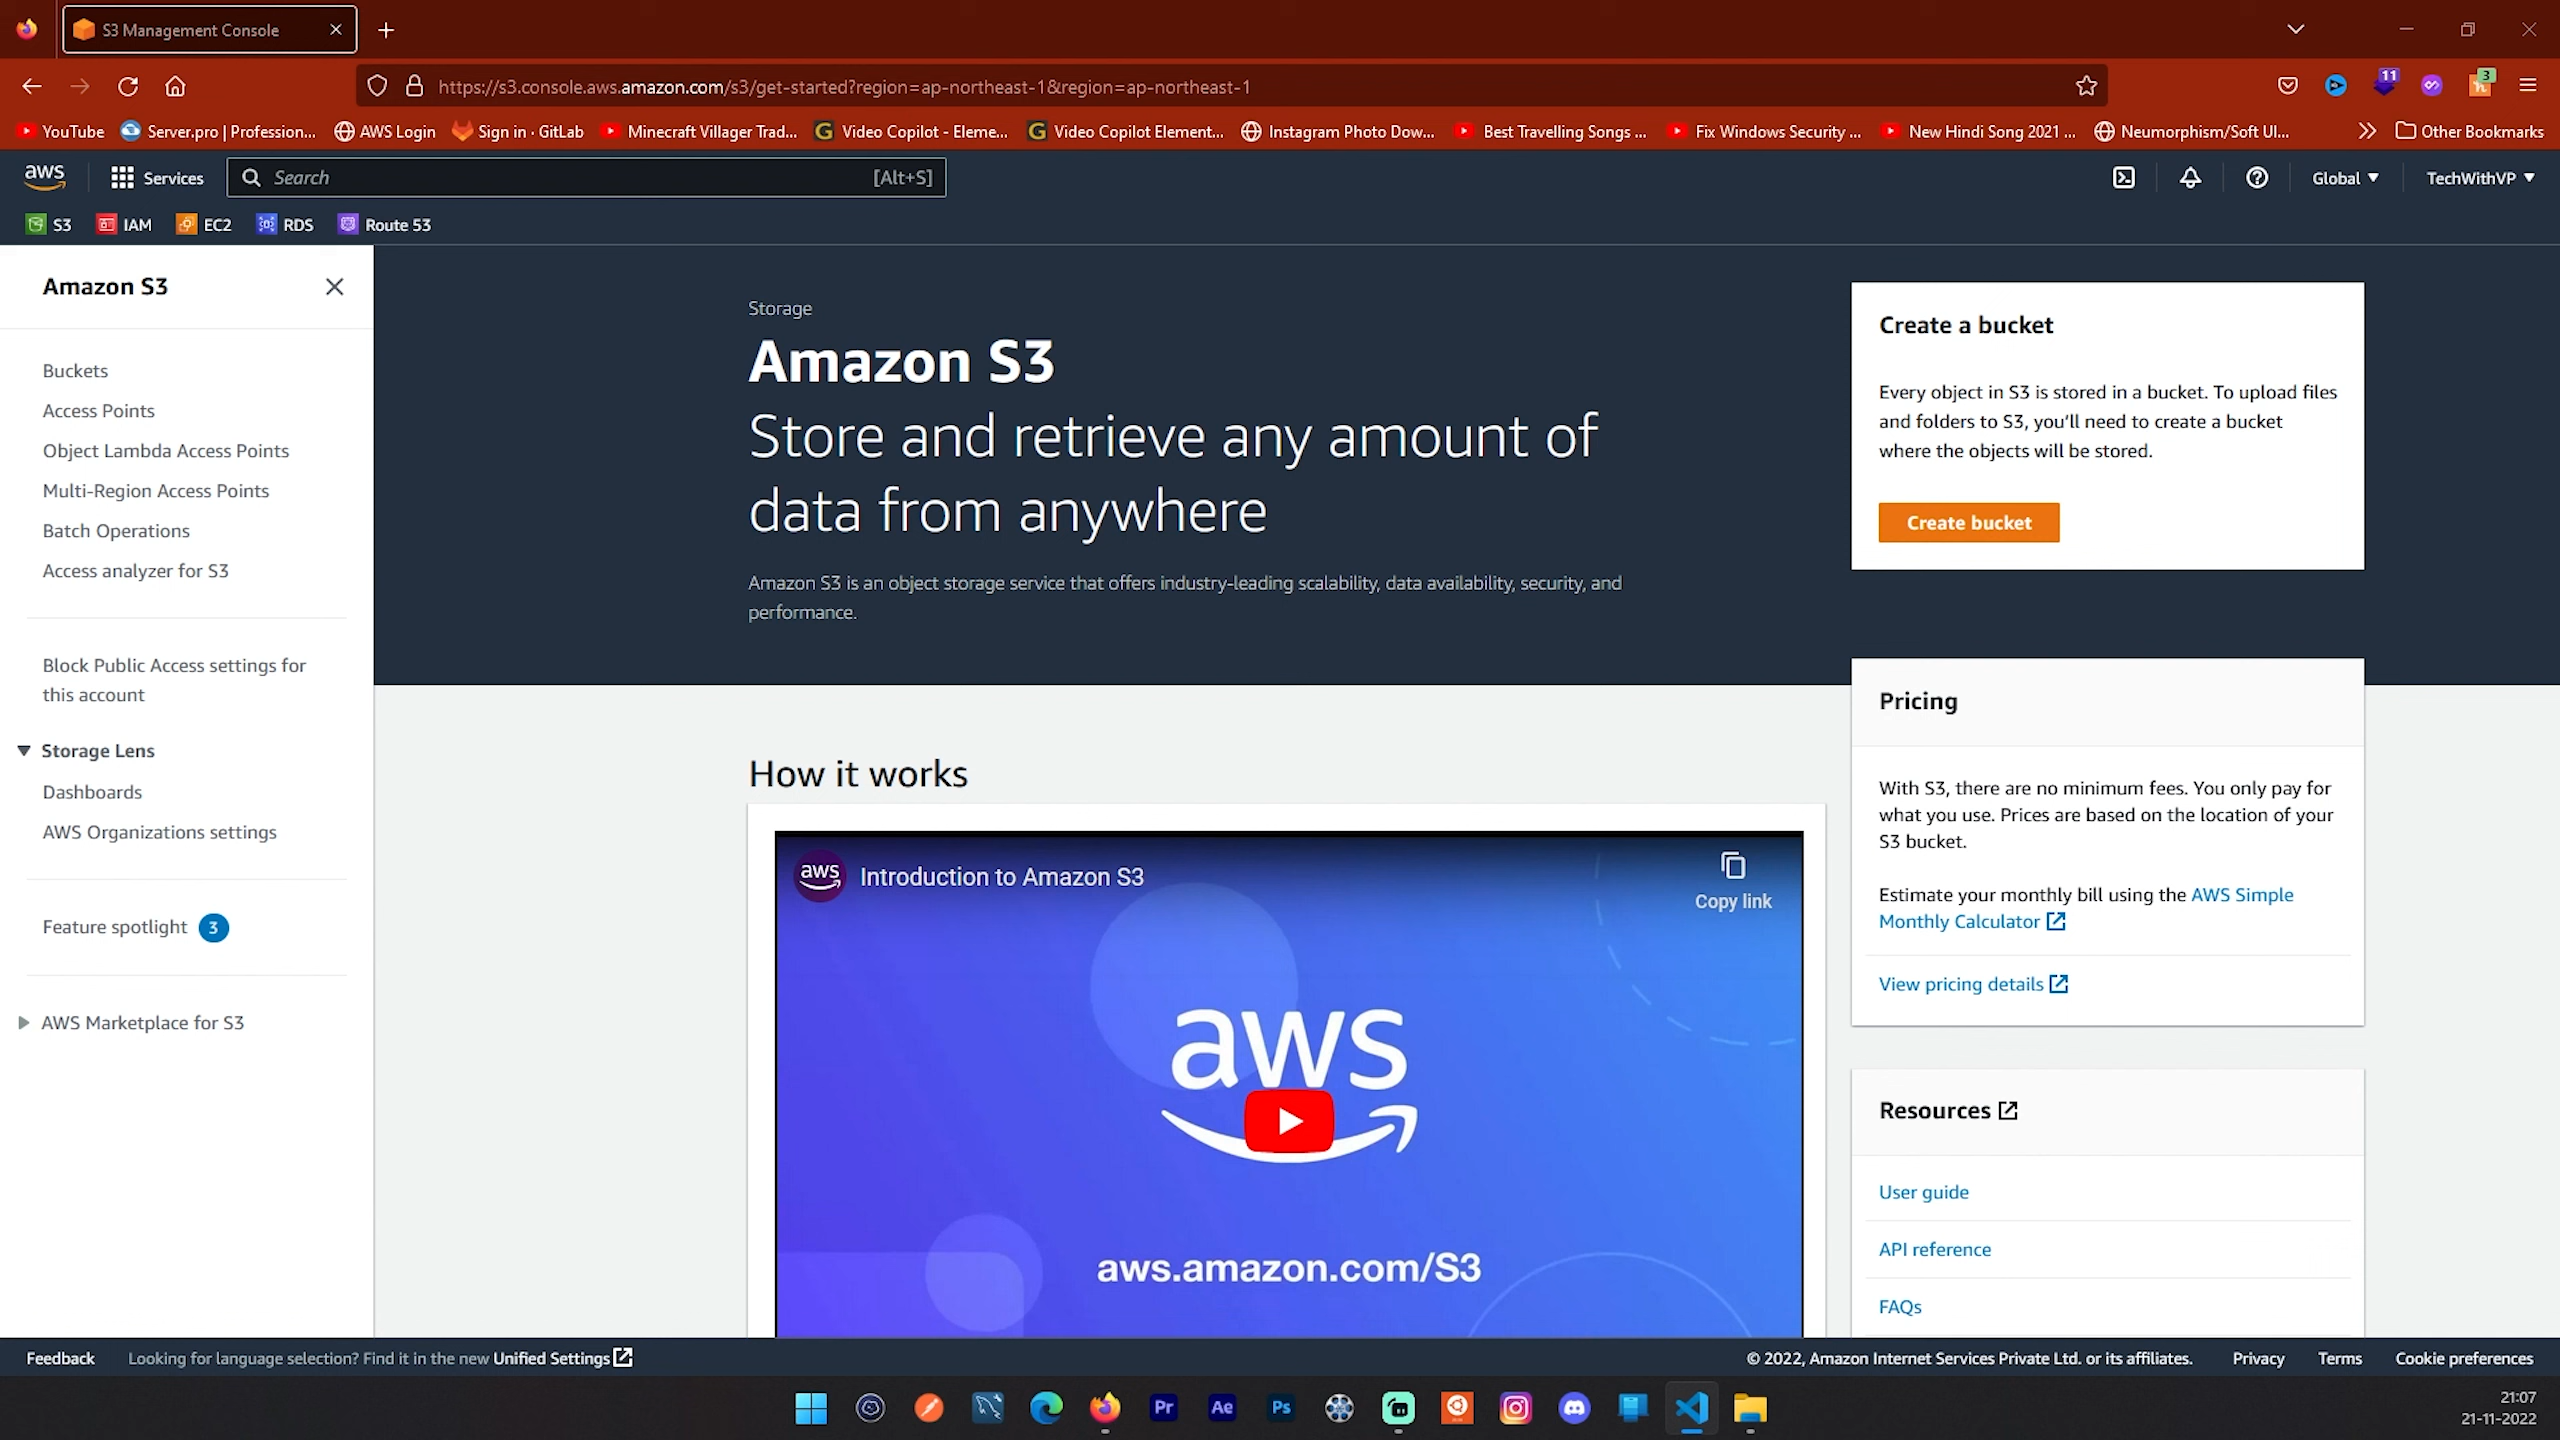 S3 Management Console
https://s3.console.aws.amazon.com/s3/get-started?region=ap-northeast-1&region=ap-northeast-1
11
3
YouTube
Server.pro | Profession...
AWS Login
Sign in · GitLab
Minecraft Villager Trad...
Video Copilot - Eleme...
Video Copilot Element...
Instagram Photo Dow...
Best Travelling Songs ...
Fix Windows Security ...
New Hindi Song 2021 ...
Neumorphism/Soft UI...
Other Bookmarks
aws
Services
Search
[Alt+S]
Global
TechWithVP
S3
IAM
EC2
RDS
Route 53
Amazon S3
Buckets
Access Points
Object Lambda Access Points
Multi-Region Access Points
Batch Operations
Access analyzer for S3
Block Public Access settings for
this account
Storage Lens
Dashboards
AWS Organizations settings
Feature spotlight 3
AWS Marketplace for S3
Storage
Amazon S3
Store and retrieve any amount of
data from anywhere
Amazon S3 is an object storage service that offers industry-leading scalability, data availability, security, and
performance.
How it works
aws
Introduction to Amazon S3
Copy link
aws
aws.amazon.com/S3
Create a bucket
Every object in S3 is stored in a bucket. To upload files
and folders to S3, you'll need to create a bucket
where the objects will be stored.
Create bucket
Pricing
With S3, there are no minimum fees. You only pay for
what you use. Prices are based on the location of your
S3 bucket.
Estimate your monthly bill using the AWS Simple
Monthly Calculator
View pricing details
Resources
User guide
API reference
FAQs
Feedback
Looking for language selection? Find it in the new Unified Settings
© 2022, Amazon Internet Services Private Ltd. or its affiliates.
Privacy
Terms
Cookie preferences
Pr
Ae
Ps
21:07
21-11-2022